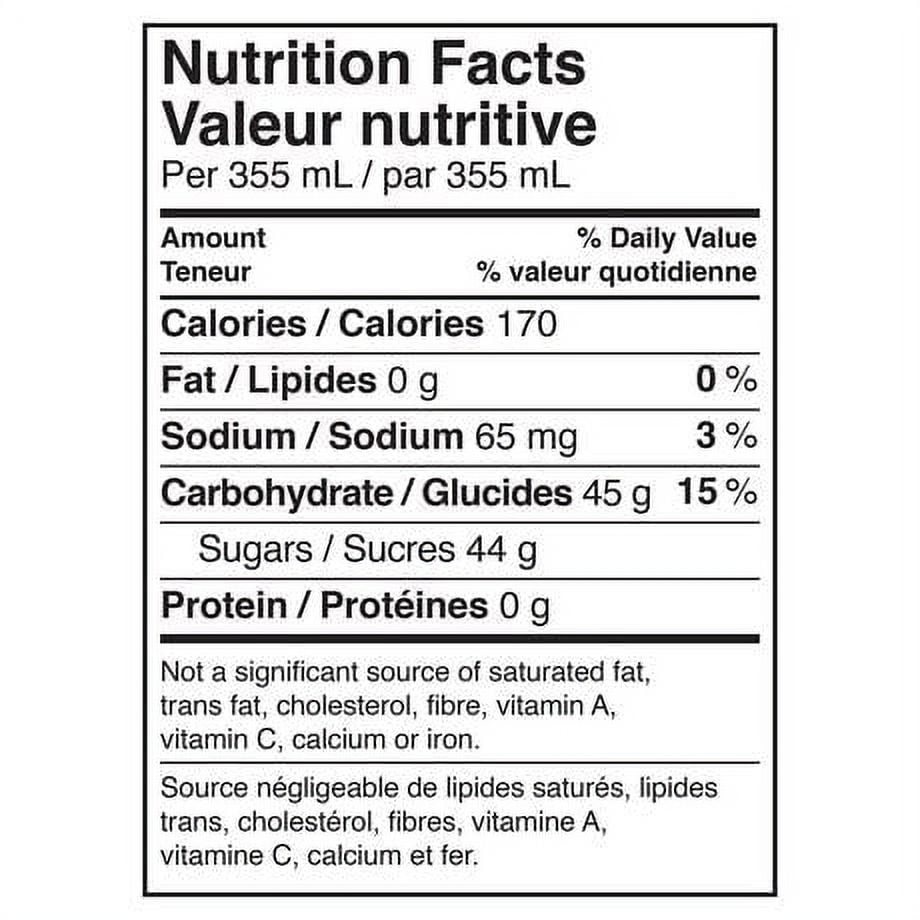 Nutrition Facts
Valeur nutritive
Per 355 mL / par 355 mL
Amount % Daily Value
Teneur % valeur quotidienne
Calories / Calories 170
Fat / Lipides 0 g 0 %
Sodium / Sodium 65 mg 3 %
Carbohydrate / Glucides 45 g 15 %
Sugars / Sucres 44 g
Protein / Protéines 0 g
Not a significant source of saturated fat,
trans fat, cholesterol, fibre, vitamin A,
vitamin C, calcium or iron.
Source négligeable de lipides saturés, lipides
trans, cholestérol, fibres, vitamine A,
vitamine C, calcium et fer.